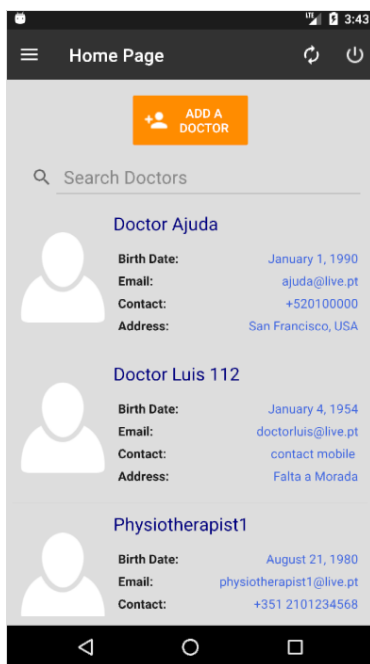 LTE 3:43
Home Page
ADD A
DOCTOR
Search Doctors
Doctor Ajuda
Birth Date: January 1, 1990
Email: ajuda@live.pt
Contact: +520100000
Address: San Francisco, USA
Doctor Luis 112
Birth Date: January 4, 1954
Email: doctorluis@live.pt
Contact: contact mobile
Address: Falta a Morada
Physiotherapist1
Birth Date: August 21, 1980
Email: physiotherapist1@live.pt
Contact: +351 2101234568